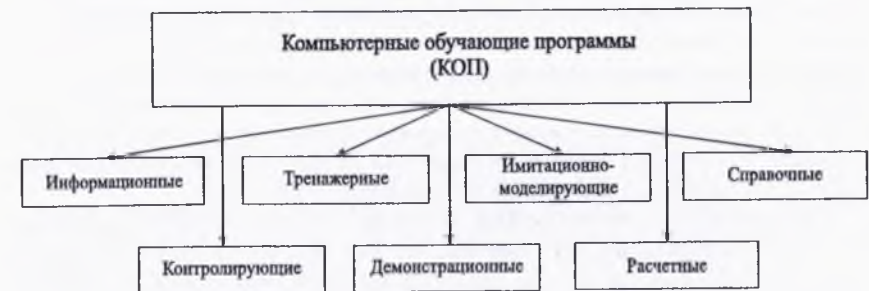 Компьютерные обучающие программы
(КОП)
Информационные
Тренажерные
Имитационно-
моделирующие
Справочные
Контролирующие
Демонстрационные
Расчетные